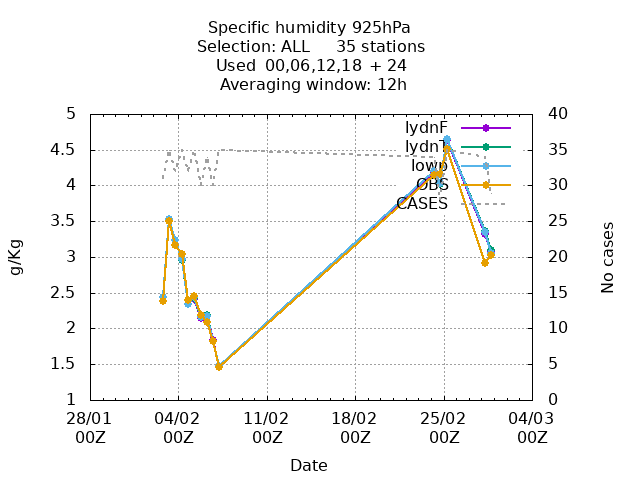 Specific humidity 925hPa
Selection: ALL     35 stations
Used 00,06,12,18 + 24
Averaging window: 12h
5
4.5
4
3.5
3
2.5
2
1.5
1
g/Kg
40
35
30
25
20
15
10
5
0
No cases
lydnF
lydnT
lowp
OBS
CASES
28/01 04/02 11/02 18/02 25/02 04/03
00Z 00Z 00Z 00Z 00Z 00Z
Date